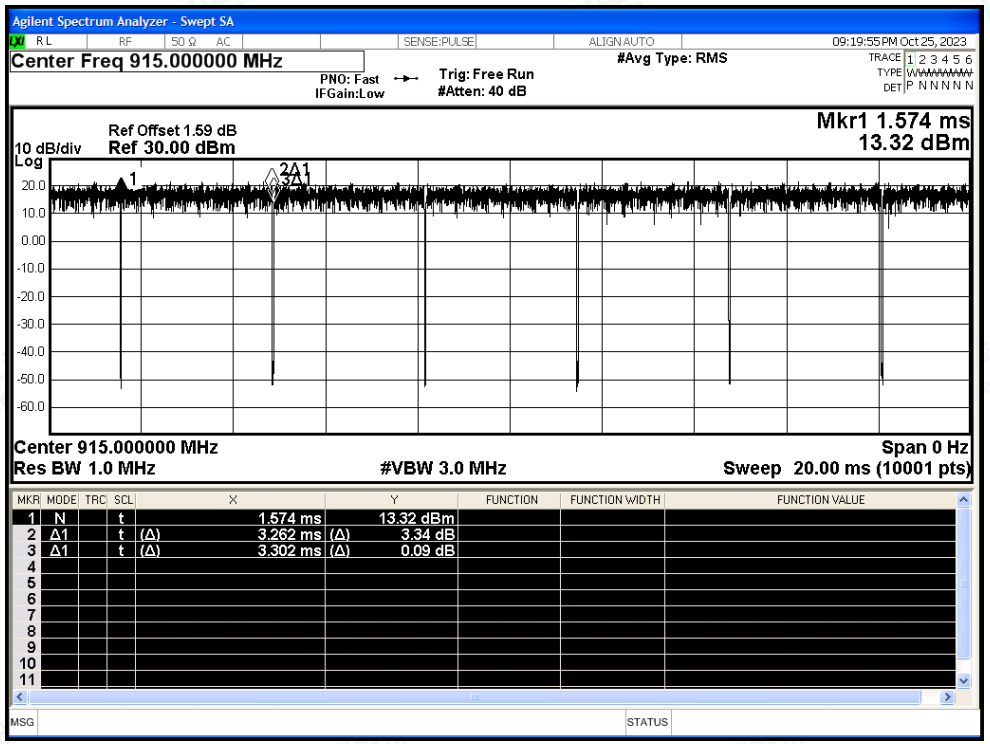 Agilent Spectrum Analyzer - Swept SA
LXI RL RF 50 Ω AC SENSE:PULSE ALIGN AUTO 09:19:55 PM Oct 25, 2023
Center Freq 915.000000 MHz #Avg Type: RMS TRACE 1 2 3 4 5 6
PNO: Fast Trig: Free Run TYPE
IFGain:Low #Atten: 40 dB DET P N N N N N
Mkr1 1.574 ms
Ref Offset 1.59 dB
10 dB/div Ref 30.00 dBm 13.32 dBm
Log
1 2Δ1
3Δ1
20.0
10.0
0.00
-10.0
-20.0
-30.0
-40.0
-50.0
-60.0
Center 915.000000 MHz Span 0 Hz
Res BW 1.0 MHz #VBW 3.0 MHz Sweep 20.00 ms (10001 pts)
MKR MODE TRC SCL X Y FUNCTION FUNCTION WIDTH FUNCTION VALUE
1 N t 1.574 ms 13.32 dBm
2 Δ1 t (Δ) 3.262 ms (Δ) 3.34 dB
3 Δ1 t (Δ) 3.302 ms (Δ) 0.09 dB
4
5
6
7
8
9
10
11
MSG STATUS